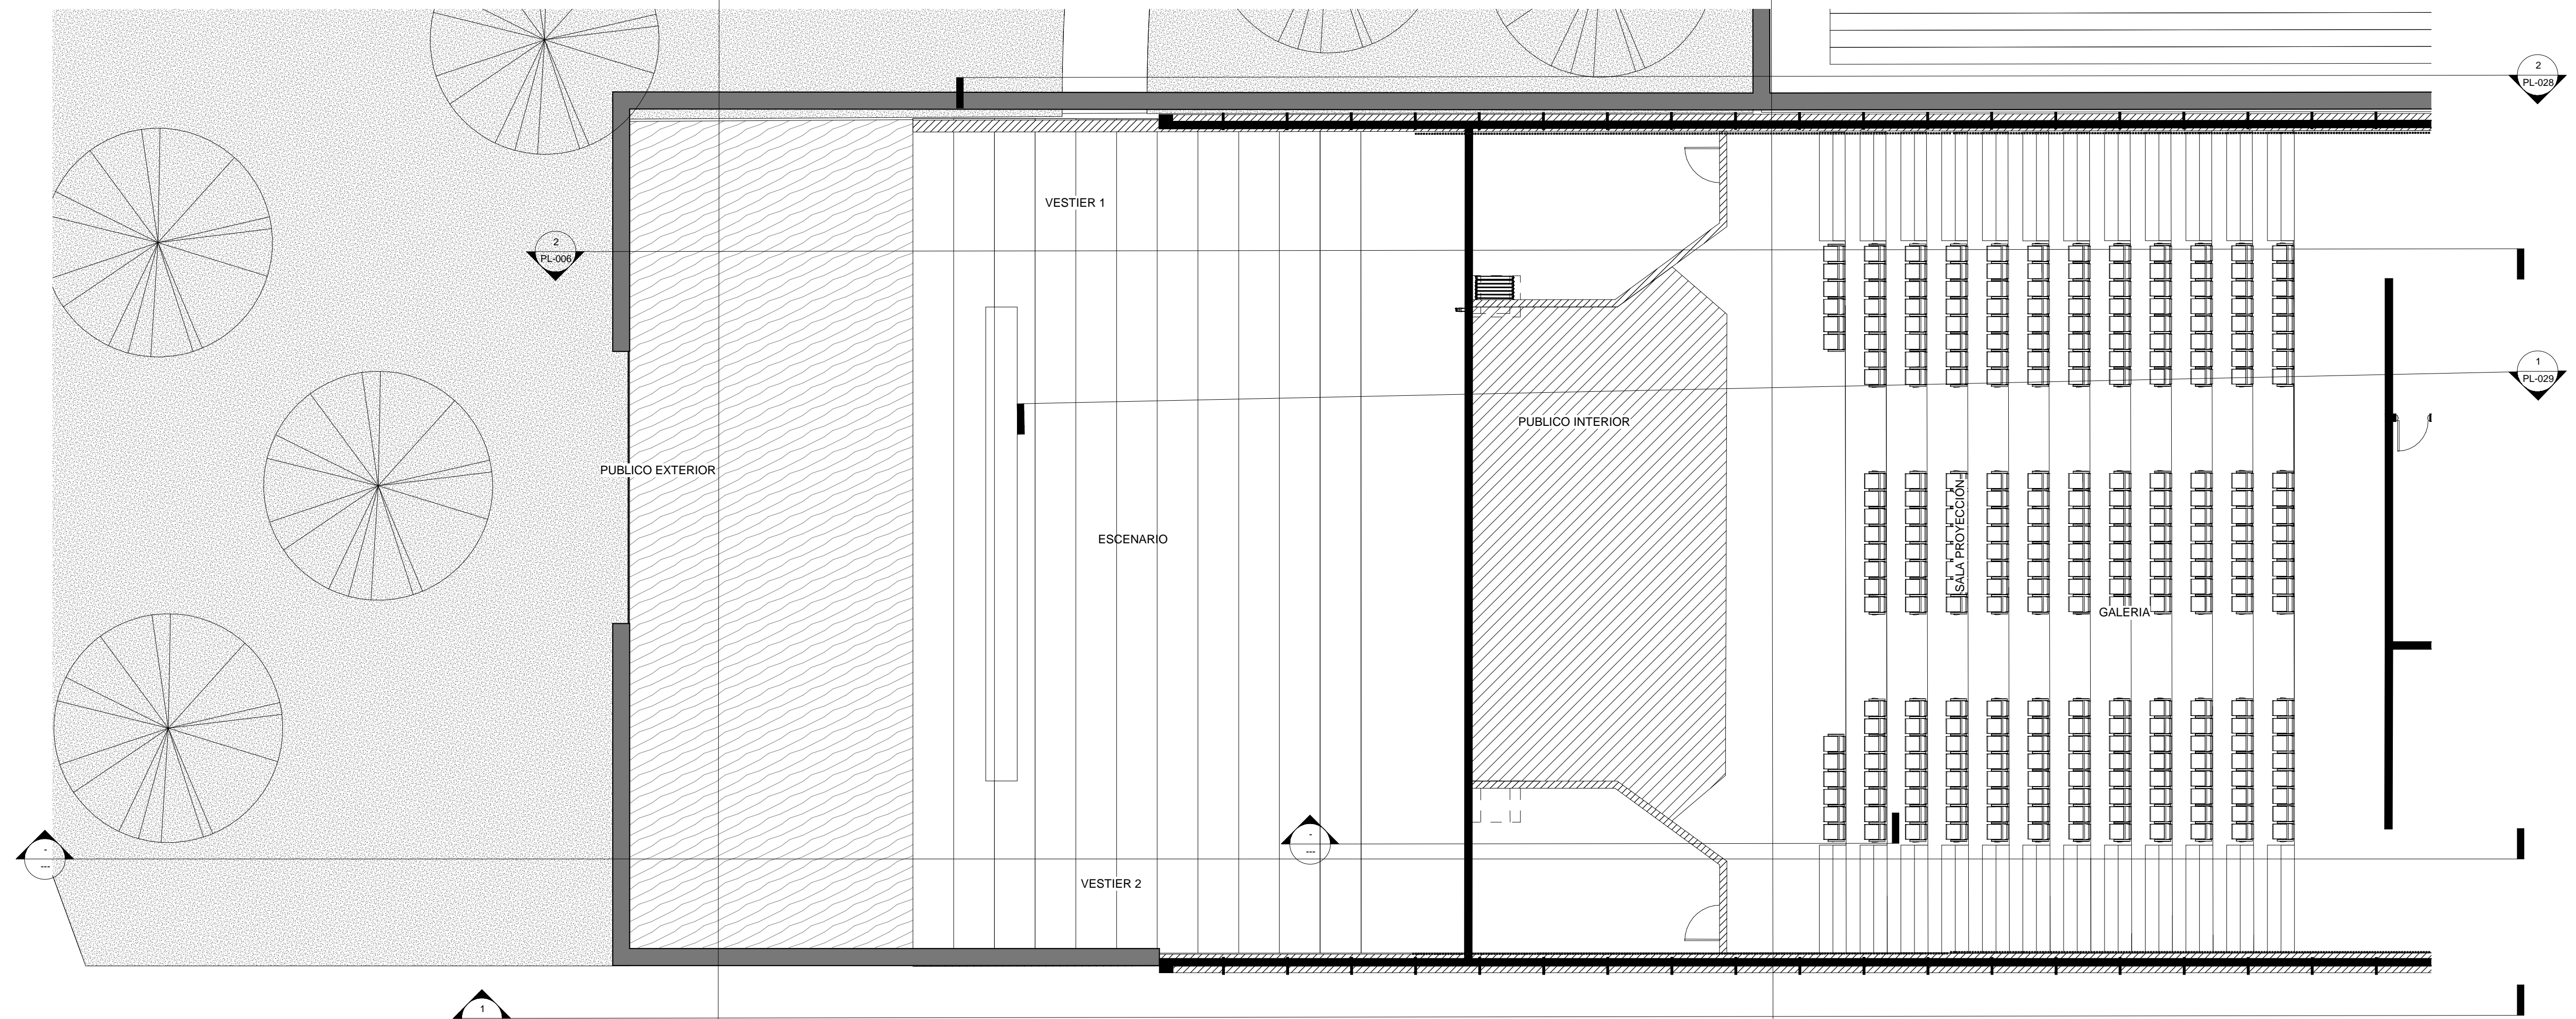 2
PL-028
VESTIER 1
2
PL-006
1
PL-029
PUBLICO INTERIOR
PUBLICO EXTERIOR
SALA PROYECCIÓN
ESCENARIO
GALERIA
-
---
-
---
VESTIER 2
1